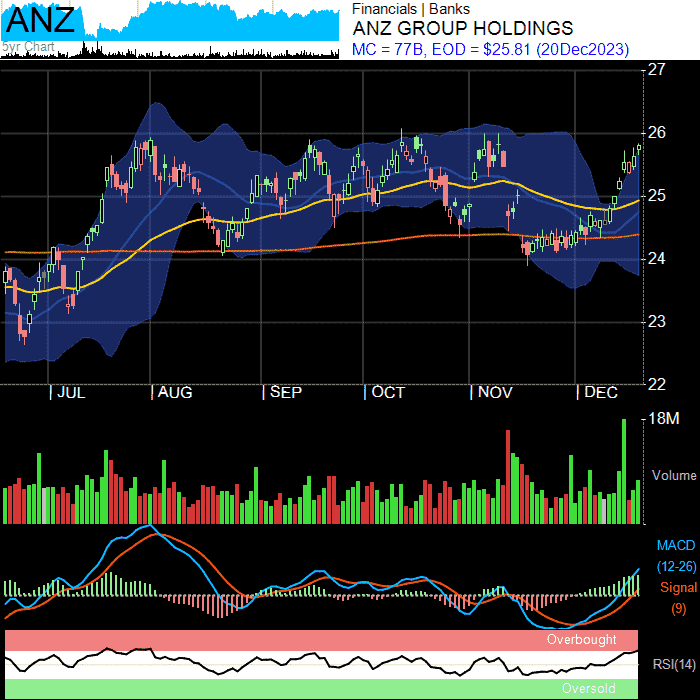 ANZ
5yr Chart
Financials | Banks
ANZ GROUP HOLDINGS
MC = 77B, EOD = $25.81 (20Dec2023)
27
26
25
24
23
22
| JUL | AUG | SEP | OCT | NOV | DEC
18M
Volume
MACD
(12-26)
Signal
(9)
Overbought
RSI(14)
Oversold